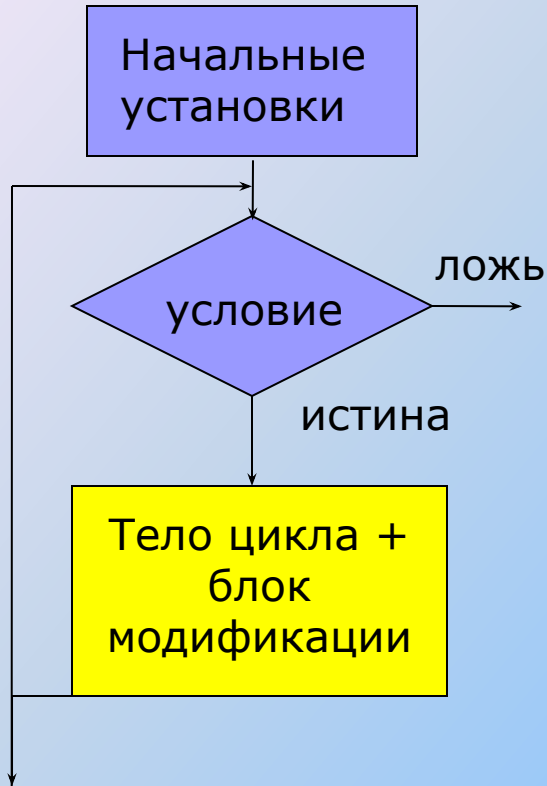 Начальные
установки
условие
ложь
истина
Тело цикла +
блок
модификации